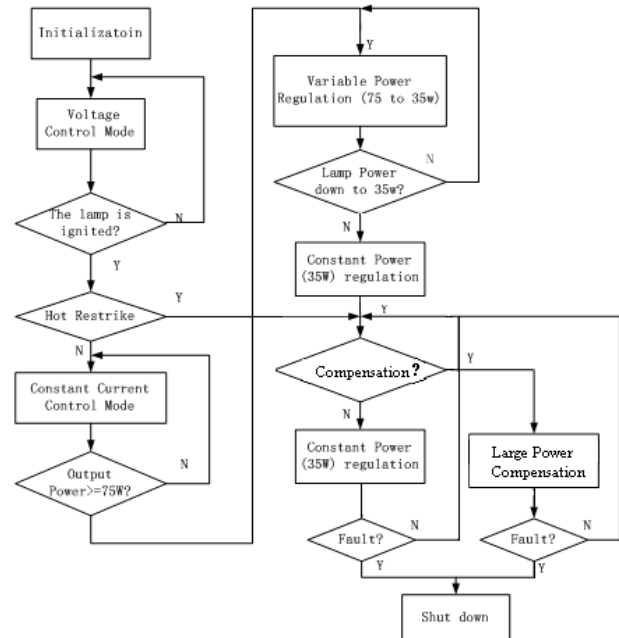 Initializatoin
Voltage
Control Mode
The lamp is
ignited?
N
Y
Hot Restrike
Y
N
Constant Current
Control Mode
Output
Power>=75W?
N
Y
Variable Power
Regulation (75 to 35w)
Lamp Power
down to 35w?
N
N
Constant Power
(35W) regulation
Y
Compensation?
Y
N
Constant Power
(35W) regulation
Large Power
Compensation
Fault?
N
Y
Fault?
N
Y
Shut down